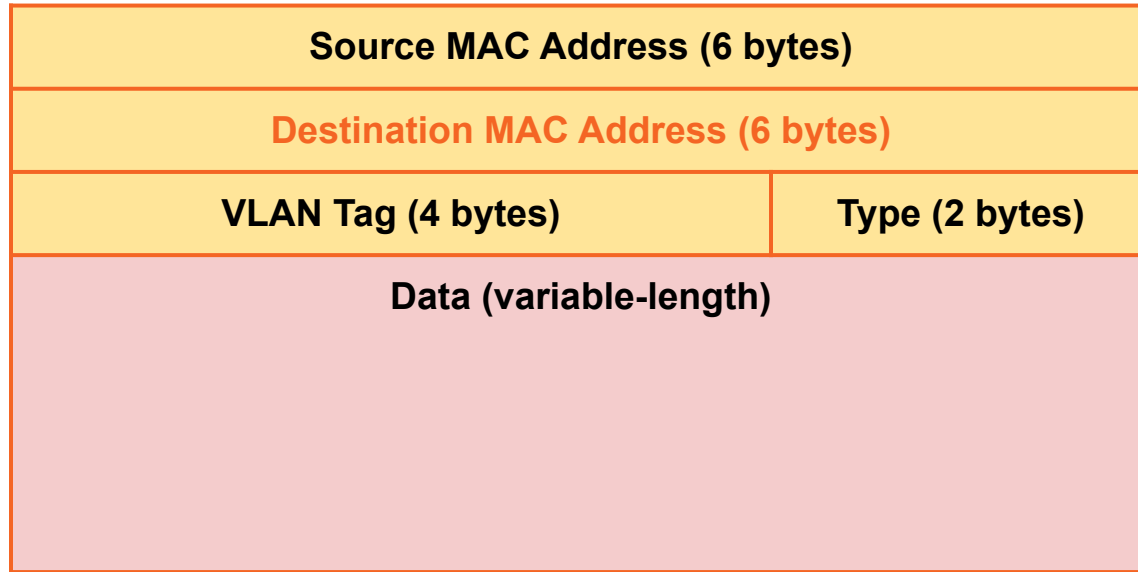 Source MAC Address (6 bytes)
Destination MAC Address (6 bytes)
VLAN Tag (4 bytes)
Type (2 bytes)
Data (variable-length)